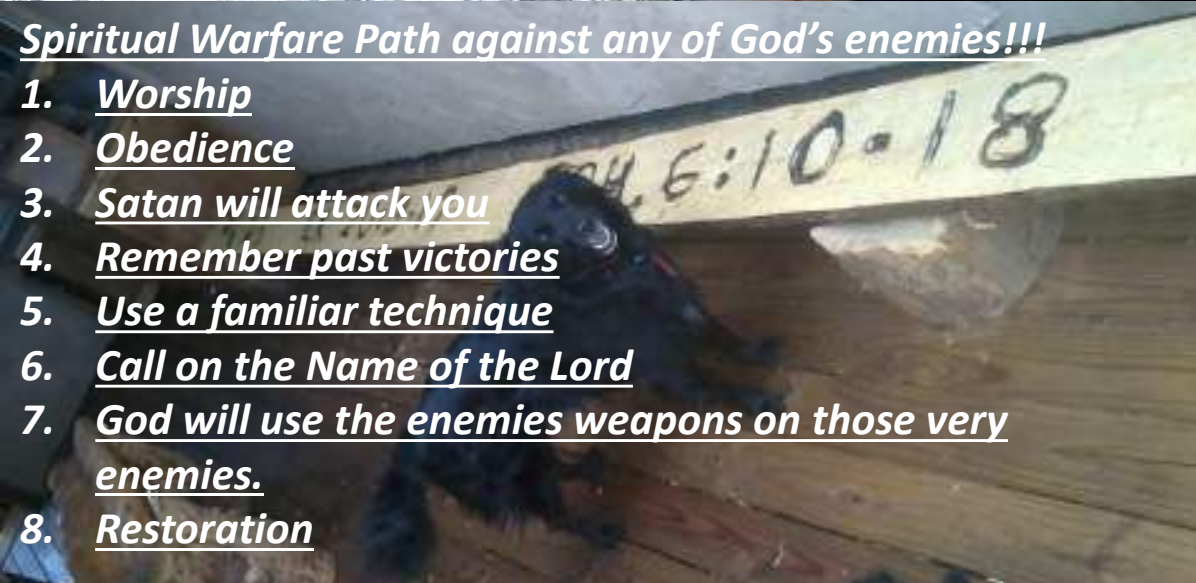 Spiritual Warfare Path against any of God's enemies!!!
1. Worship
2. Obedience
3. Satan will attack you
4. Remember past victories
5. Use a familiar technique
6. Call on the Name of the Lord
7. God will use the enemies weapons on those very
enemies.
8. Restoration
6:10-18